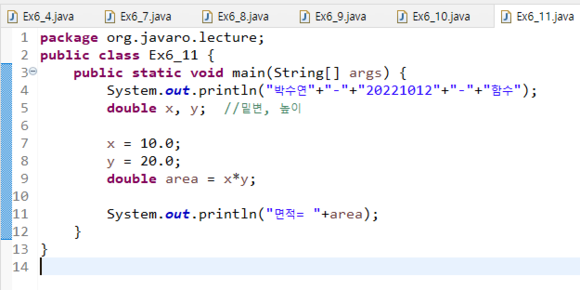 Ex6_4.java Ex6_7.java Ex6_8.java Ex6_9.java Ex6_10.java Ex6_11.java
1 package org.javaro.lecture;
2 public class Ex6_11 {
3 public static void main(String[] args) {
4 System.out.println("박수연"+"-"+"20221012"+"-"+"함수");
5 double x, y; //밑변, 높이
6
7 x = 10.0;
8 y = 20.0;
9 double area = x*y;
10
11 System.out.println("면적= "+area);
12 }
13 }
14